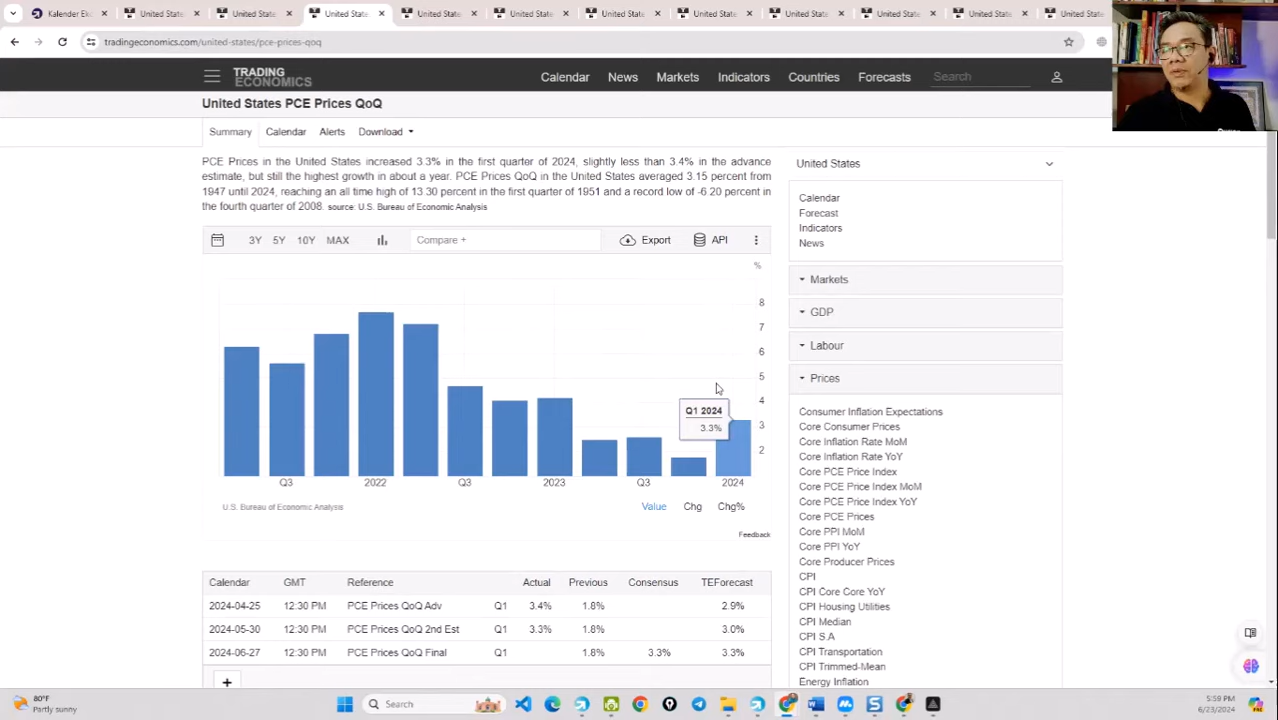 Kalender Ek
United State
United State
United State
United State
United State
United State
United State
United State
United State
United State
United State
tradingeconomics.com/united-states/pce-prices-qoq
TRADING
ECONOMICS
Calendar News Markets Indicators Countries Forecasts Search
United States PCE Prices QoQ
Summary Calendar Alerts Download
PCE Prices in the United States increased 3.3% in the first quarter of 2024, slightly less than 3.4% in the advance
estimate, but still the highest growth in about a year. PCE Prices QoQ in the United States averaged 3.15 percent from
1947 until 2024, reaching an all time high of 13.30 percent in the first quarter of 1951 and a record low of -6.20 percent in
the fourth quarter of 2008. source: U.S. Bureau of Economic Analysis
3Y 5Y 10Y MAX Compare + Export API
%
8
7
6
5
4
3
2
Q1 2024
3.3%
Q3 2022 Q3 2023 Q3 2024
U.S. Bureau of Economic Analysis Value Chg Chg%
Feedback
Calendar GMT Reference Actual Previous Consensus TEForecast
2024-04-25 12:30 PM PCE Prices QoQ Adv Q1 3.4% 1.8% 2.9%
2024-05-30 12:30 PM PCE Prices QoQ 2nd Est Q1 3.3% 1.8% 3.0%
2024-06-27 12:30 PM PCE Prices QoQ Final Q1 1.8% 3.3% 3.3%
+
United States
Calendar
Forecast
Indicators
News
Markets
GDP
Labour
Prices
Consumer Inflation Expectations
Core Consumer Prices
Core Inflation Rate MoM
Core Inflation Rate YoY
Core PCE Price Index
Core PCE Price Index MoM
Core PCE Price Index YoY
Core PCE Prices
Core PPI MoM
Core PPI YoY
Core Producer Prices
CPI
CPI Core Core YoY
CPI Housing Utilities
CPI Median
CPI S.A
CPI Transportation
CPI Trimmed-Mean
Energy Inflation
80°F
Partly sunny
Search
5:59 PM
6/23/2024